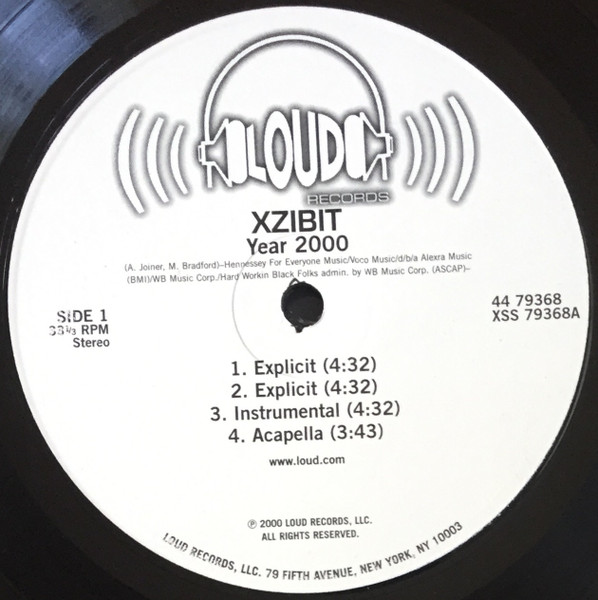 LOUD
RECORDS
XZIBIT
Year 2000
(A. Joiner, M. Bradford)–Hennessey For Everyone Music/Voco Music/d/b/a Alexra Music
(BMI)/WB Music Corp./Hard Workin Black Folks admin. by WB Music Corp. (ASCAP)–
SIDE 1
33⅓ RPM
Stereo
44 79368
XSS 79368A
1. Explicit (4:32)
2. Explicit (4:32)
3. Instrumental (4:32)
4. Acapella (3:43)
www.loud.com
℗ 2000 LOUD RECORDS, LLC.
ALL RIGHTS RESERVED.
LOUD RECORDS, LLC. 79 FIFTH AVENUE, NEW YORK, NY 10003